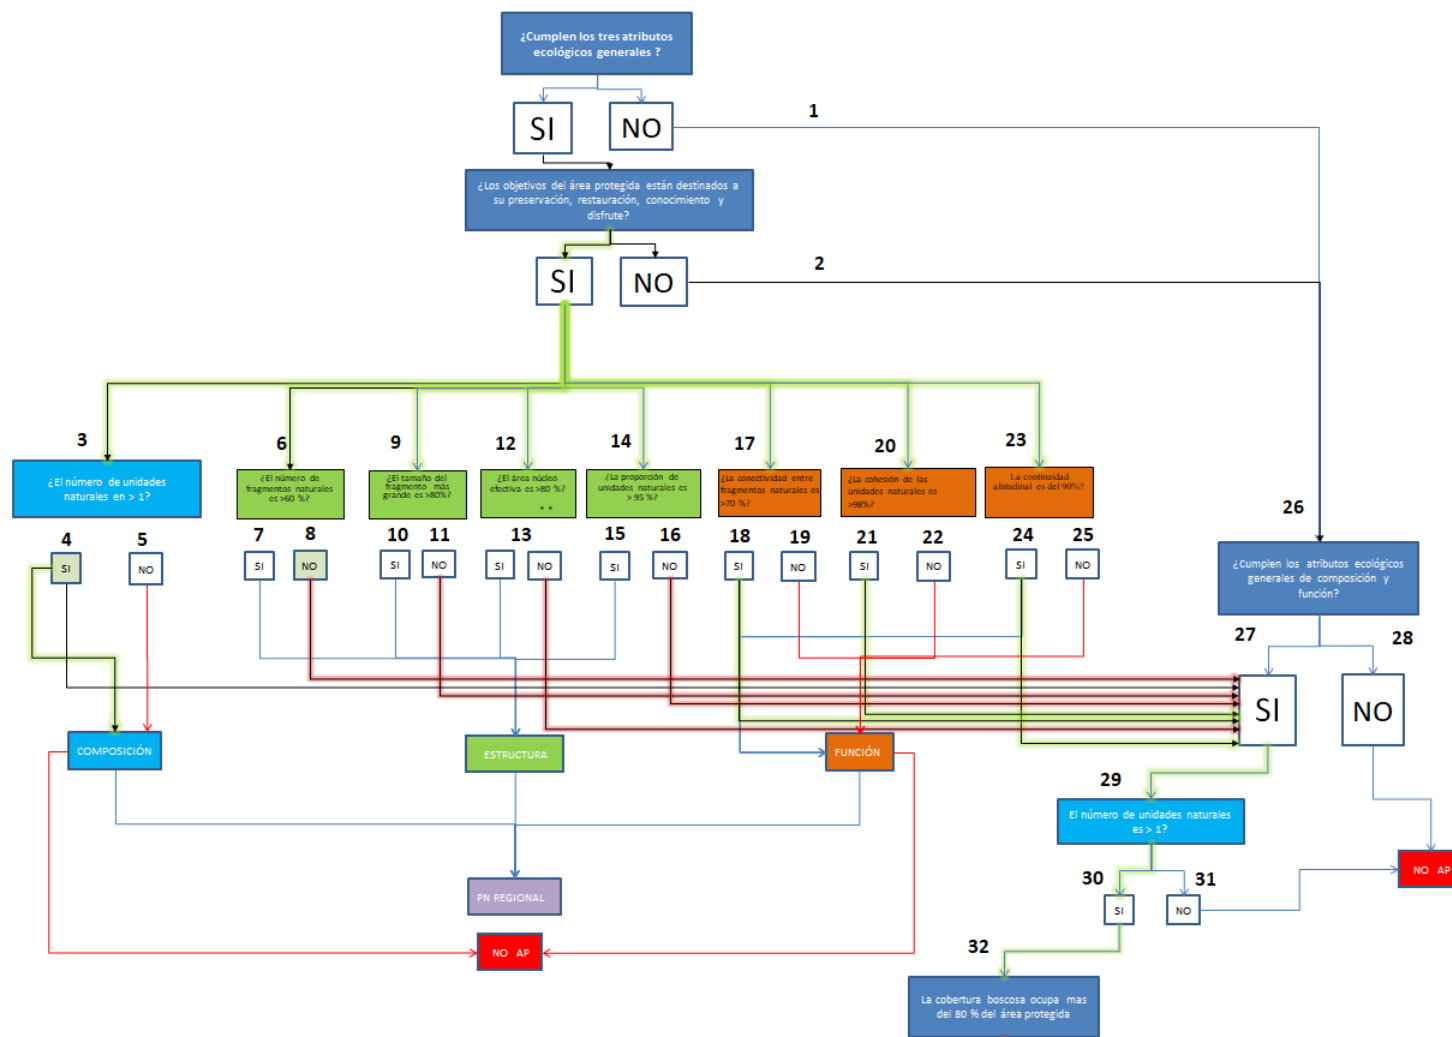 ¿Cumplen los tres atributos
ecológicos generales ?
SI
NO
1
¿Los objetivos del área protegida están destinados a
su preservación, restauración, conocimiento y
disfrute?
SI
NO
2
3
6
9
12
14
17
20
23
26
¿El número de unidades
naturales en > 1?
¿El número de
fragmentos naturales
es >60 %?
¿El tamaño del
fragmento más
grande es >80%?
¿El área núcleo
efectiva es >80 %?
* *
¿La proporción de
unidades naturales es
> 95 %?
¿La conectividad entre
fragmentos naturales es
>70 %?
¿La cohesión de las
unidades naturales es
>98%?
La continuidad
altitudinal es del 90%?
4
5
7
8
10
11
13
15
16
18
19
21
22
24
25
SI
NO
SI
NO
SI
NO
SI
NO
SI
NO
SI
NO
SI
NO
SI
NO
¿Cumplen los atributos ecológicos
generales de composición y
función?
27
28
SI
NO
COMPOSICIÓN
ESTRUCTURA
FUNCIÓN
29
El número de unidades naturales
es > 1?
NO AP
30
31
SI
NO
PN REGIONAL
NO AP
32
La cobertura boscosa ocupa mas
del 80 % del área protegida